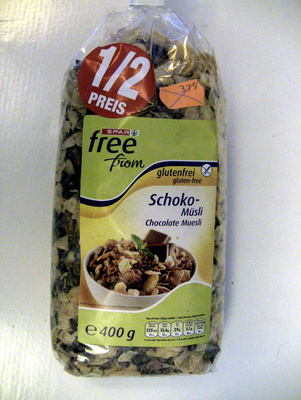 1/2
PREIS
3.79
SPAR
free
from
glutenfrei
gluten-free
Schoko-
Müsli
Chocolate Muesli
e 400 g